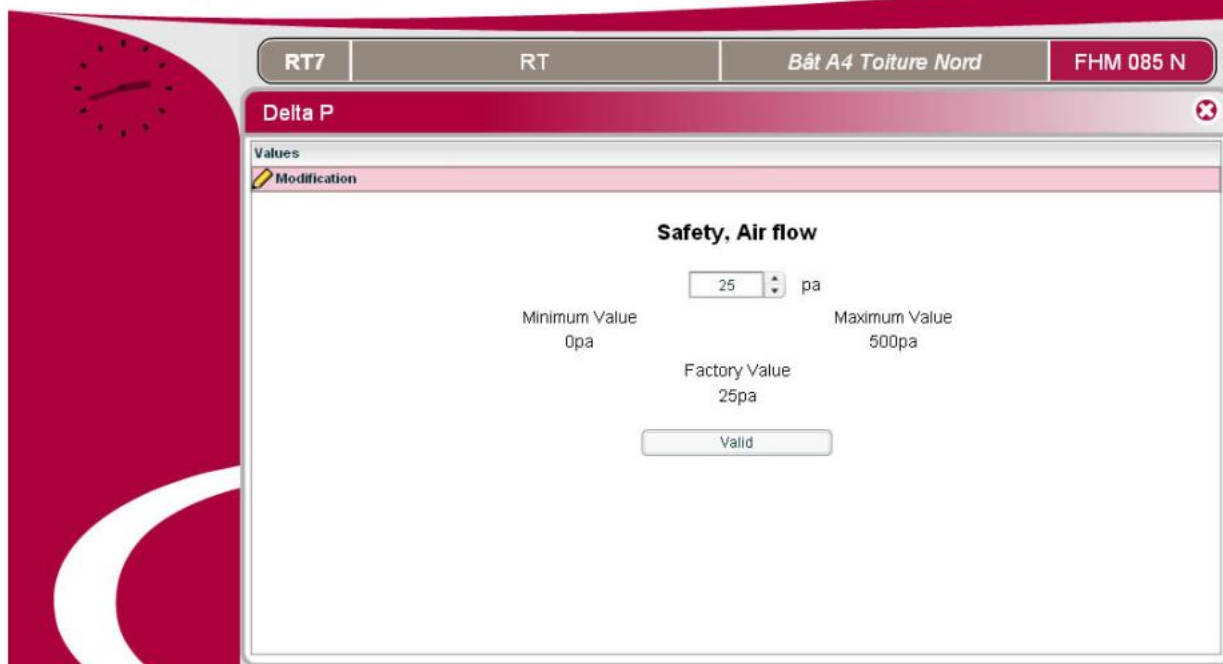 RT7 RT Bât A4 Toiture Nord FHM 085 N
Delta P
Values
Modification
Safety, Air flow
25 pa
Minimum Value Maximum Value
0pa 500pa
Factory Value
25pa
Valid